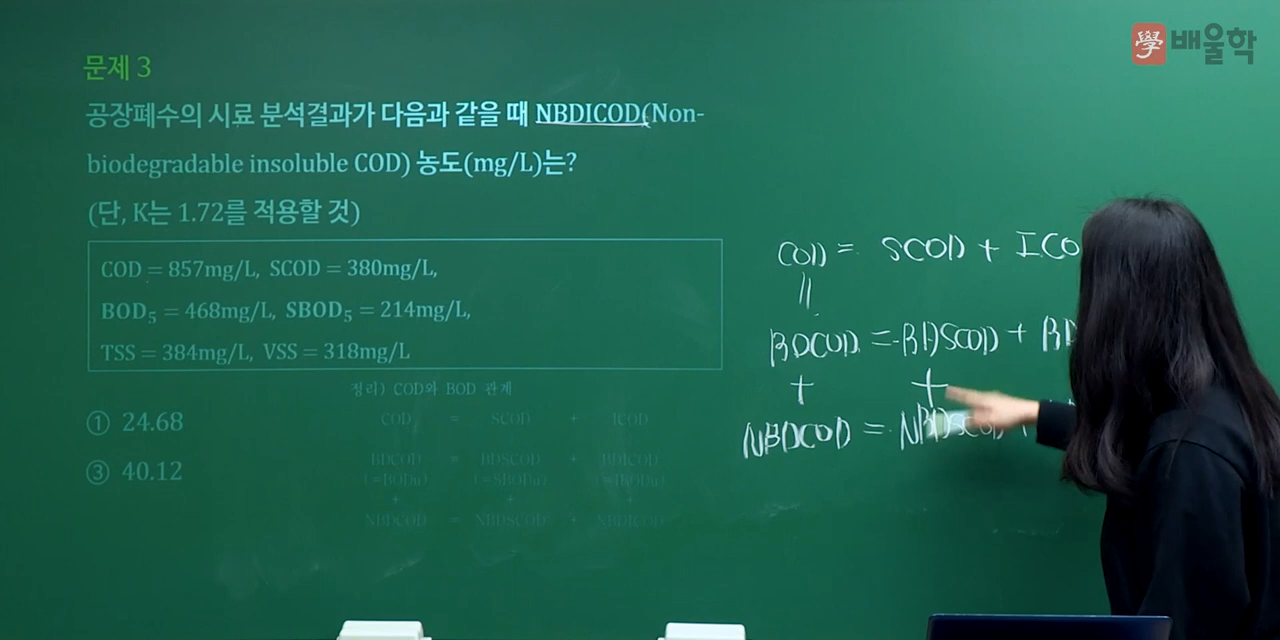 學 배울학
문제 3
공장폐수의 시료 분석결과가 다음과 같을 때 NBDICOD(Non-
biodegradable insoluble COD) 농도(mg/L)는?
(단, K는 1.72를 적용할 것)
COD = 857mg/L, SCOD = 380mg/L,
BOD₅ = 468mg/L, SBOD₅ = 214mg/L,
TSS = 384mg/L, VSS = 318mg/L
정리) COD와 BOD 관계
COD = SCOD + ICOD
BDCOD = BDSCOD + BDICOD
(=BODu) (=SBODu) (=IBODu)
+ + +
NBDCOD = NBDSCOD + NBDICOD
① 24.68
③ 40.12
COD = SCOD + ICO
||
BDCOD = BDSCOD + BD
+ +
NBDCOD = NBDSCOD +